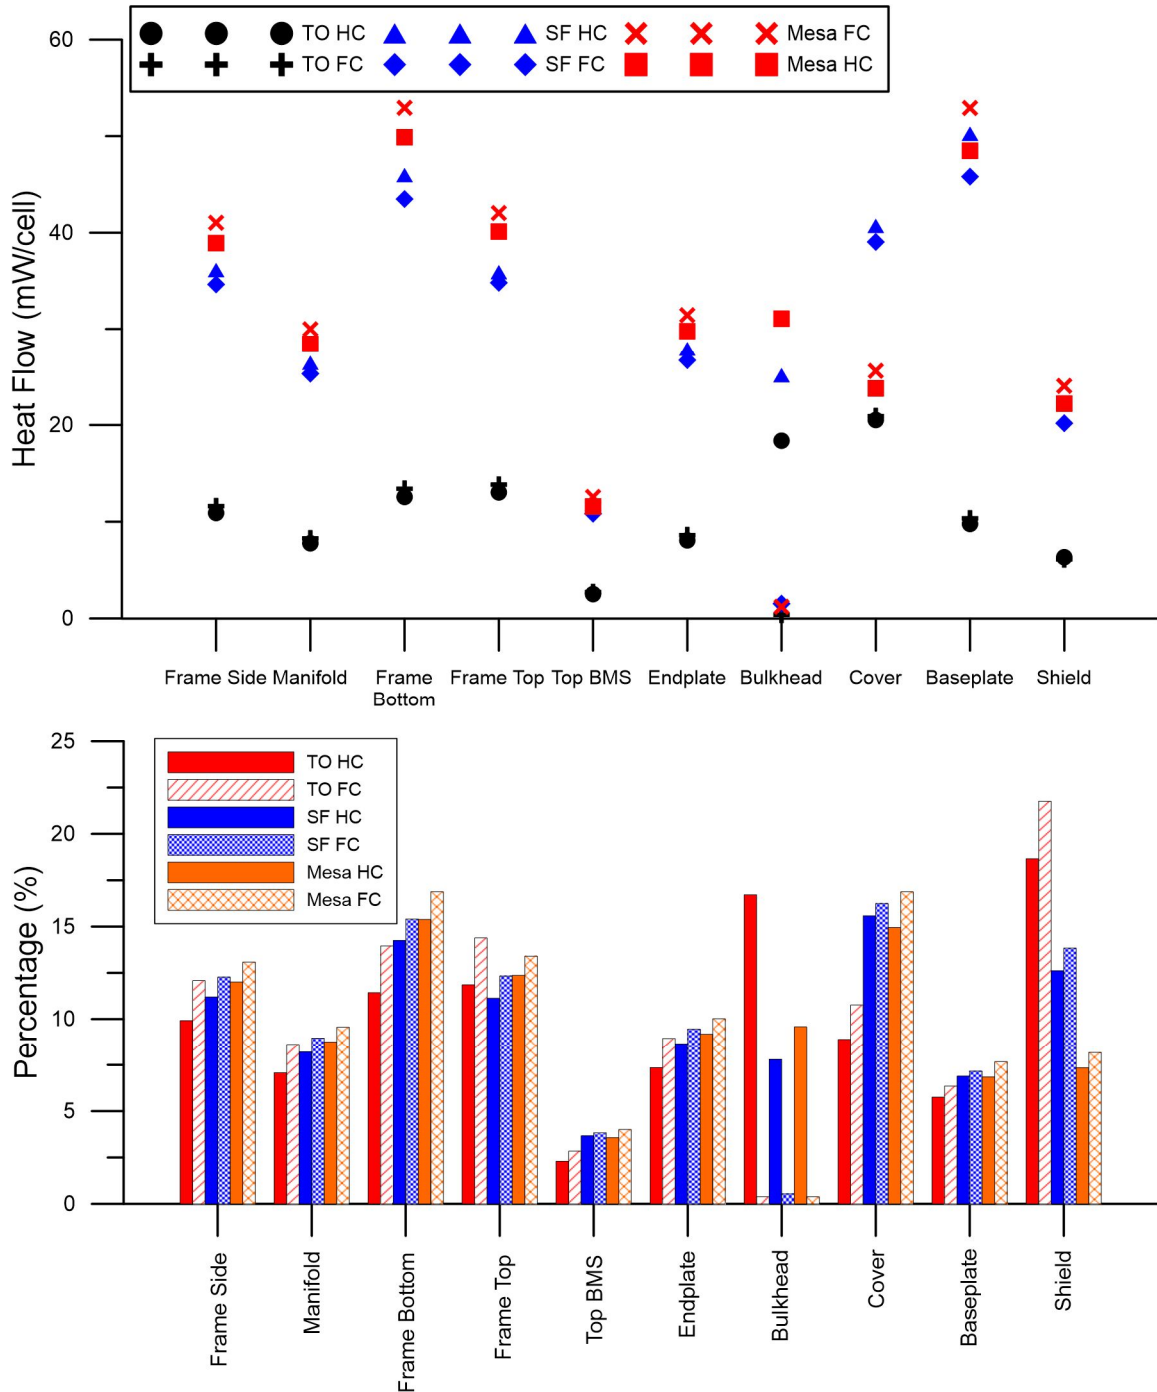 60
TO HC
SF HC
Mesa FC
TO FC
SF FC
Mesa HC
40
20
0
Heat Flow (mW/cell)
Frame Side Manifold Frame Bottom Frame Top Top BMS Endplate Bulkhead Cover Baseplate Shield
25
20
15
10
5
0
Percentage (%)
TO HC
TO FC
SF HC
SF FC
Mesa HC
Mesa FC
Frame Side
Manifold
Frame Bottom
Frame Top
Top BMS
Endplate
Bulkhead
Cover
Baseplate
Shield